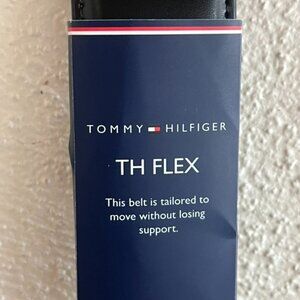 TOMMY HILFIGER
TH FLEX
This belt is tailored to
move without losing
support.